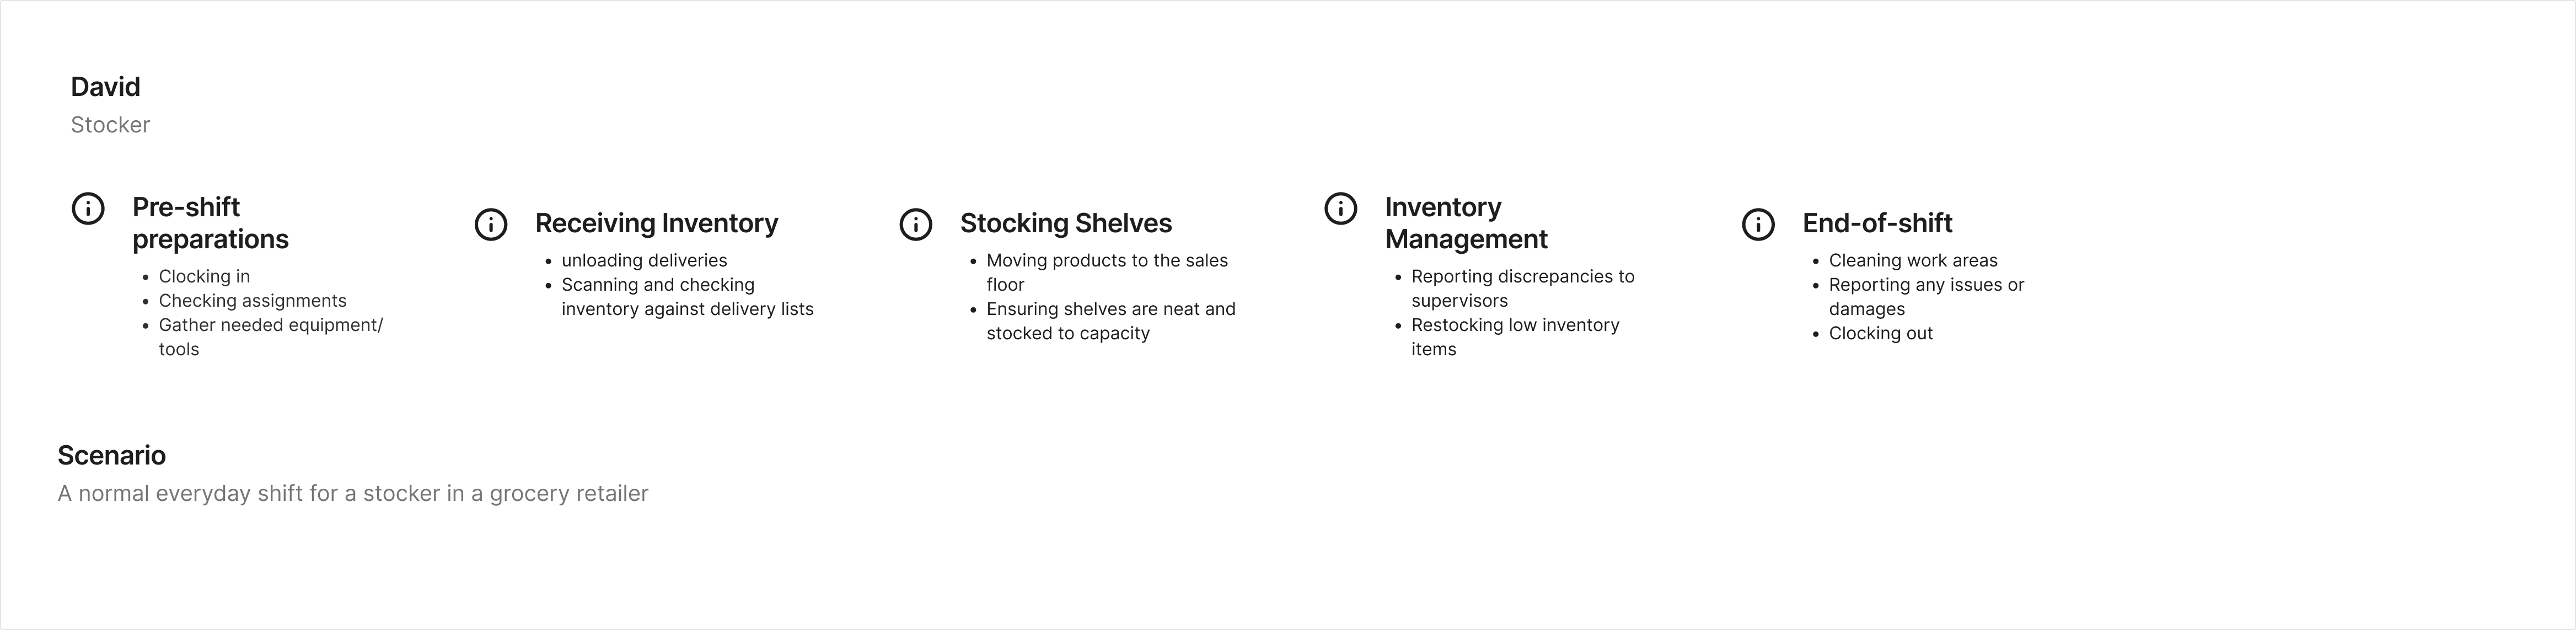 David
Stocker
Pre-shift
preparations
• Clocking in
• Checking assignments
• Gather needed equipment/
tools
Receiving Inventory
• unloading deliveries
• Scanning and checking
inventory against delivery lists
Stocking Shelves
• Moving products to the sales
floor
• Ensuring shelves are neat and
stocked to capacity
Inventory
Management
• Reporting discrepancies to
supervisors
• Restocking low inventory
items
End-of-shift
• Cleaning work areas
• Reporting any issues or
damages
• Clocking out
Scenario
A normal everyday shift for a stocker in a grocery retailer